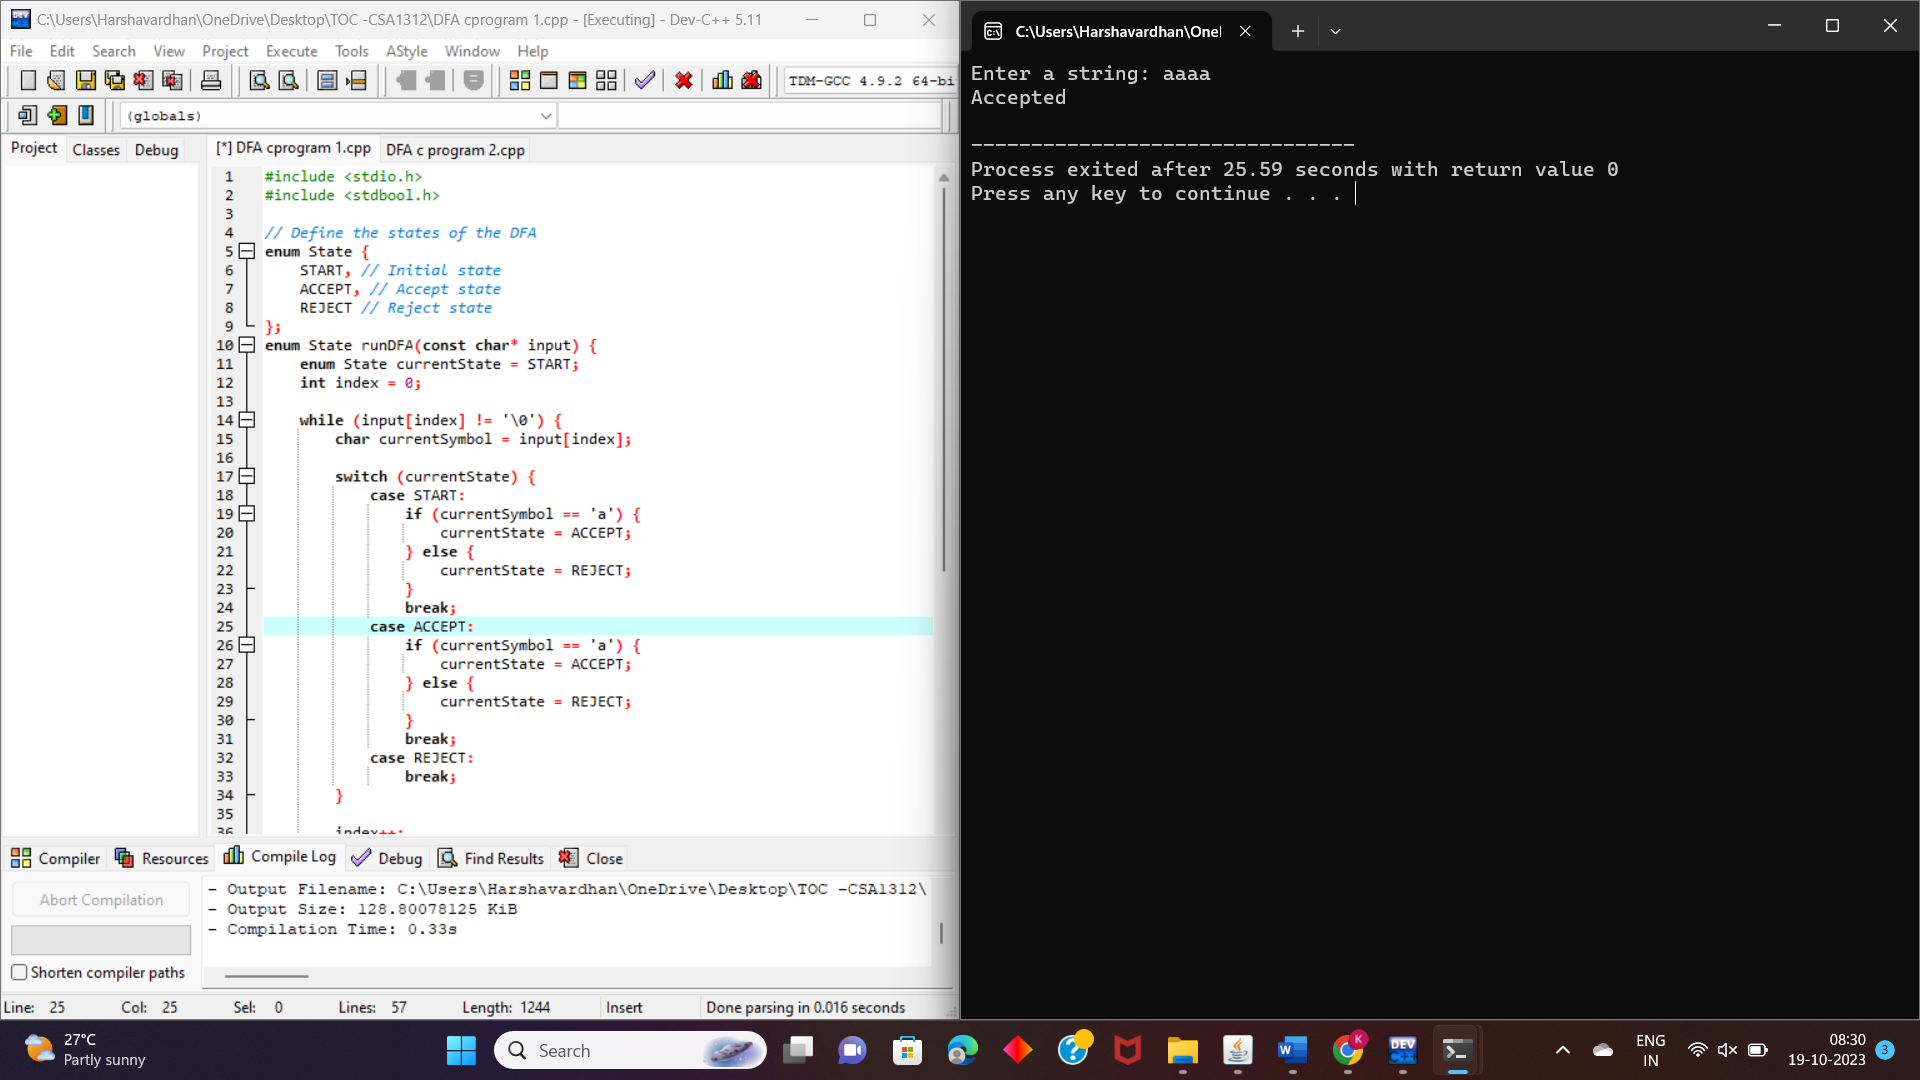 C:\Users\Harshavardhan\OneDrive\Desktop\TOC -CSA1312\DFA cprogram 1.cpp - [Executing] - Dev-C++ 5.11
File Edit Search View Project Execute Tools AStyle Window Help
TDM-GCC 4.9.2 64-bi
(globals)
Project Classes Debug
[*] DFA cprogram 1.cpp DFA c program 2.cpp
1 #include <stdio.h>
2 #include <stdbool.h>
3
4 // Define the states of the DFA
5 enum State {
6 START, // Initial state
7 ACCEPT, // Accept state
8 REJECT // Reject state
9 };
10 enum State runDFA(const char* input) {
11 enum State currentState = START;
12 int index = 0;
13
14 while (input[index] != '\0') {
15 char currentSymbol = input[index];
16
17 switch (currentState) {
18 case START:
19 if (currentSymbol == 'a') {
20 currentState = ACCEPT;
21 } else {
22 currentState = REJECT;
23 }
24 break;
25 case ACCEPT:
26 if (currentSymbol == 'a') {
27 currentState = ACCEPT;
28 } else {
29 currentState = REJECT;
30 }
31 break;
32 case REJECT:
33 break;
34 }
35
36 index++;
Compiler Resources Compile Log Debug Find Results Close
Abort Compilation
Shorten compiler paths
- Output Filename: C:\Users\Harshavardhan\OneDrive\Desktop\TOC -CSA1312\
- Output Size: 128.80078125 KiB
- Compilation Time: 0.33s
Line: 25 Col: 25 Sel: 0 Lines: 57 Length: 1244 Insert Done parsing in 0.016 seconds
C:\Users\Harshavardhan\One
Enter a string: aaaa
Accepted
--------------------------------
Process exited after 25.59 seconds with return value 0
Press any key to continue . . .
27°C
Partly sunny
Search
DEV
C++
ENG
IN
08:30
19-10-2023
3